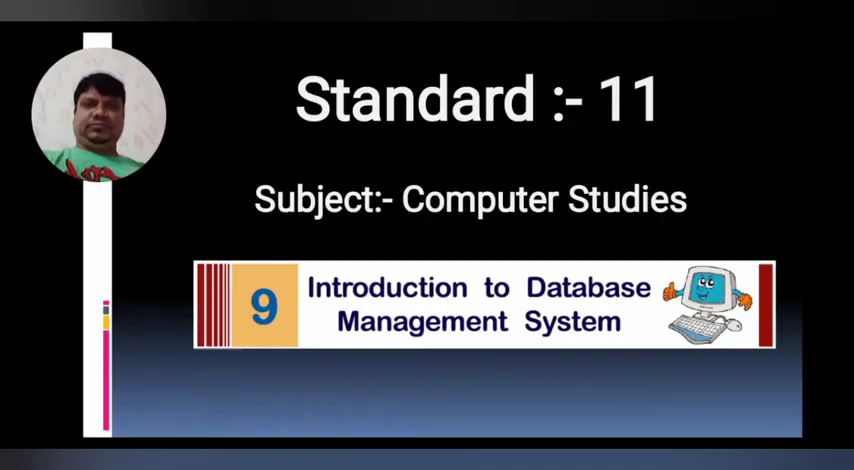 Standard :- 11
Subject:- Computer Studies
9
Introduction to Database
Management System